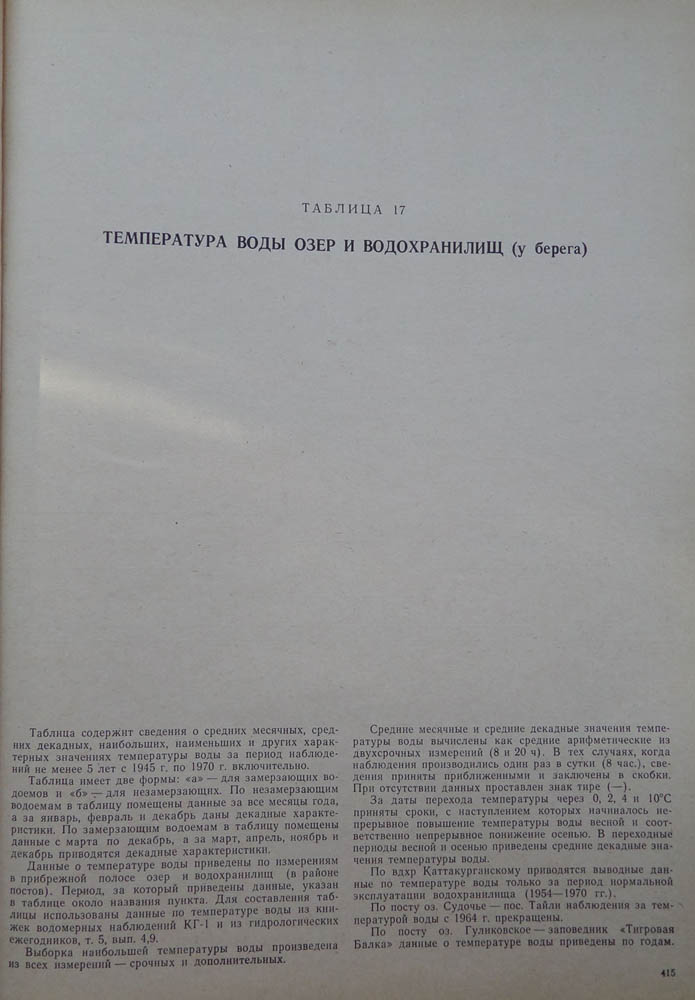 ТАБЛИЦА 17
ТЕМПЕРАТУРА ВОДЫ ОЗЕР И ВОДОХРАНИЛИЩ (у берега)
Таблица содержит сведения о средних месячных, сред-
них декадных, наибольших, наименьших и других харак-
терных значениях температуры воды за период наблюде-
ний не менее 5 лет с 1945 г. по 1970 г. включительно.
Таблица имеет две формы: «а» — для замерзающих во-
доемов и «б» — для незамерзающих. По незамерзающим
водоемам в таблицу помещены данные за все месяцы года,
а за январь, февраль и декабрь даны декадные характе-
ристики. По замерзающим водоемам в таблицу помещены
данные с марта по декабрь, а за март, апрель, ноябрь и
декабрь приводятся декадные характеристики.
Данные о температуре воды приведены по измерениям
в прибрежной полосе озер и водохранилищ (в районе
постов). Период, за который приведены данные, указан
в таблице около названия пункта. Для составления таб-
лицы использованы данные по температуре воды из кни-
жек водомерных наблюдений КГ-1 и из гидрологических
ежегодников, т. 5, вып. 4,9.
Выборка наибольшей температуры воды произведена
из всех измерений — срочных и дополнительных.
Средние месячные и средние декадные значения темпе-
ратуры воды вычислены как средние арифметические из
двухсрочных измерений (8 и 20 ч). В тех случаях, когда
наблюдения производились один раз в сутки (8 час.), све-
дения приняты приближенными и заключены в скобки.
При отсутствии данных проставлен знак тире (—).
За даты перехода температуры через 0, 2, 4 и 10°С
приняты сроки, с наступлением которых начиналось не-
прерывное повышение температуры воды весной и соот-
ветственно непрерывное понижение осенью. В переходные
периоды весной и осенью приведены средние декадные зна-
чения температуры воды.
По вдхр Каттакурганскому приводятся выводные дан-
ные по температуре воды только за период нормальной
эксплуатации водохранилища (1954—1970 гг.).
По посту оз. Судочье — пос. Тайли наблюдения за тем-
пературой воды с 1964 г. прекращены.
По посту оз. Гуликовское — заповедник «Тигровая
Балка» данные о температуре воды приведены по годам.
415